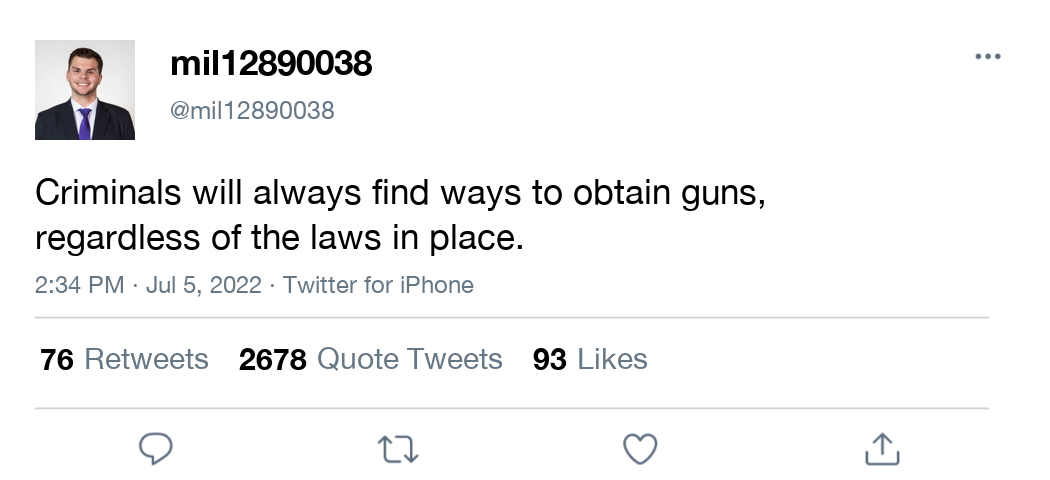 mil12890038
@mil12890038
Criminals will always find ways to obtain guns,
regardless of the laws in place.
2:34 PM · Jul 5, 2022 · Twitter for iPhone
76 Retweets 2678 Quote Tweets 93 Likes